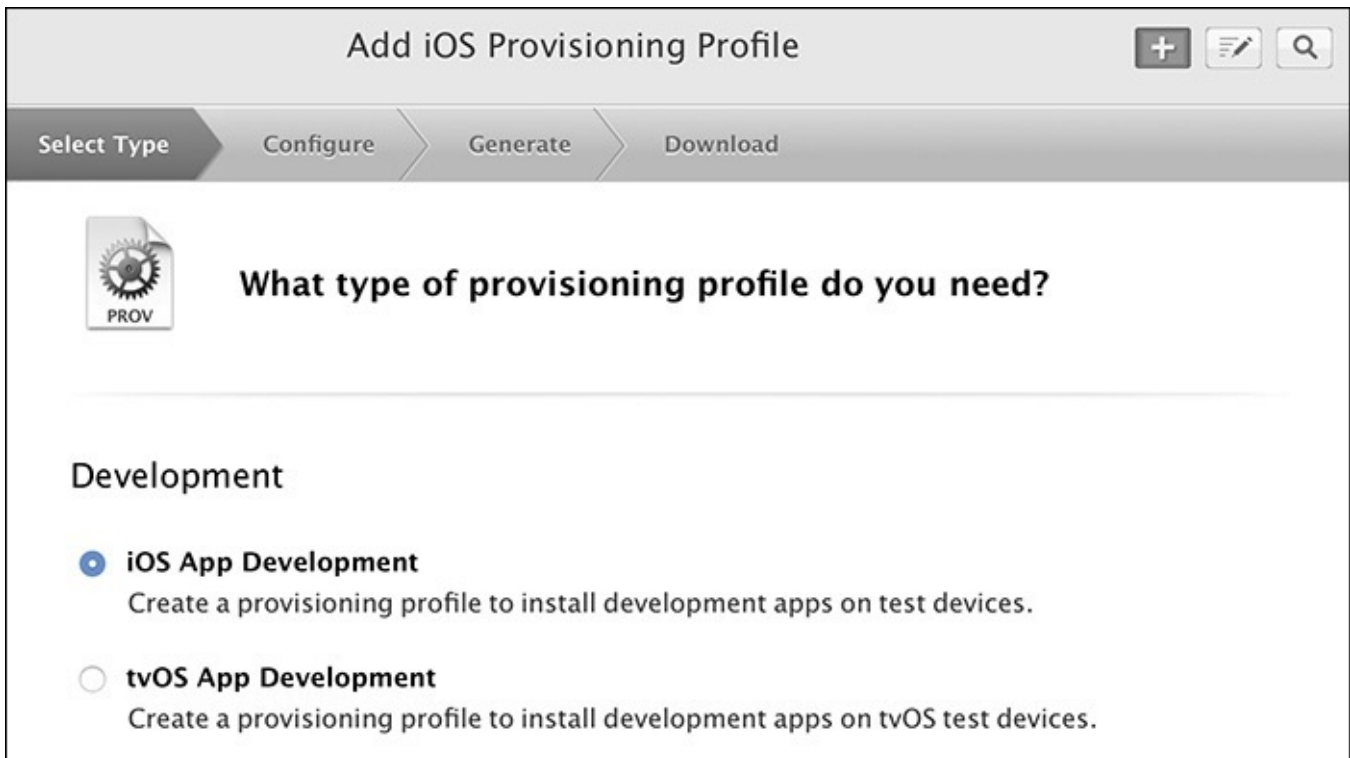 Add iOS Provisioning Profile
Select Type
Configure
Generate
Download
PROV
What type of provisioning profile do you need?
Development
iOS App Development
Create a provisioning profile to install development apps on test devices.
tvOS App Development
Create a provisioning profile to install development apps on tvOS test devices.